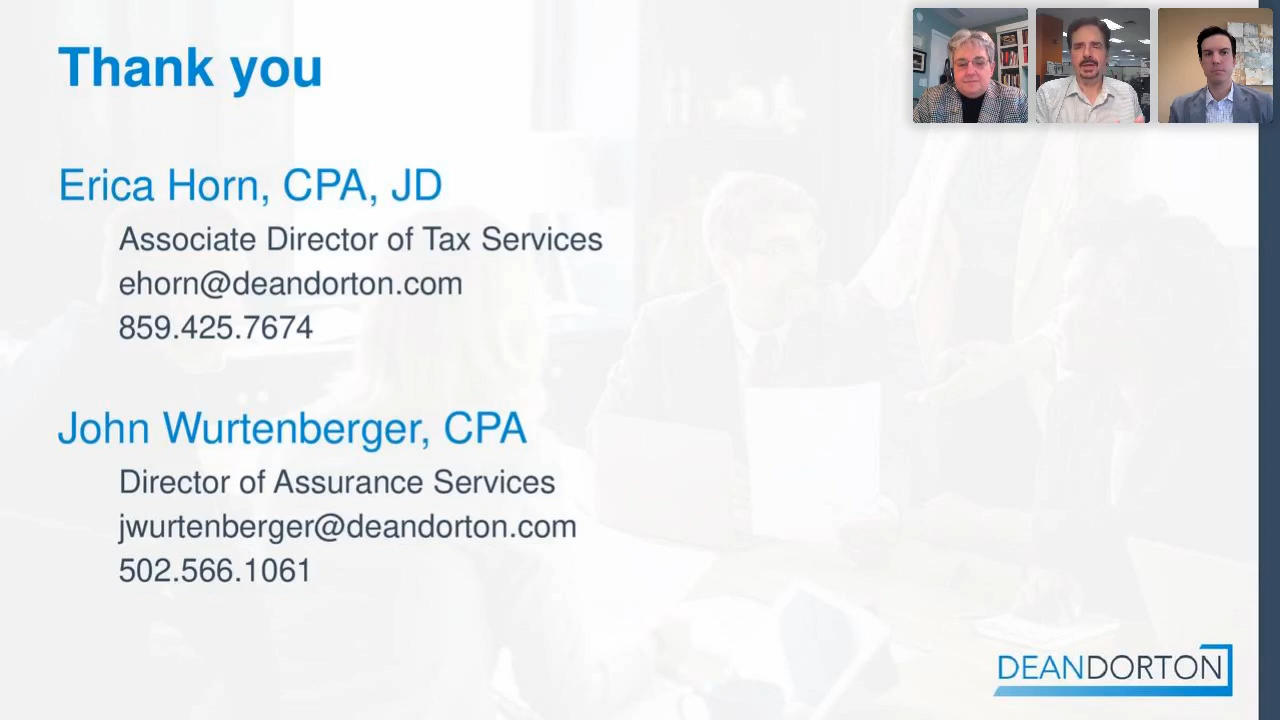 Thank you
Erica Horn, CPA, JD
Associate Director of Tax Services
ehorn@deandorton.com
859.425.7674
John Wurtenberger, CPA
Director of Assurance Services
jwurtenberger@deandorton.com
502.566.1061
DEANDORTON